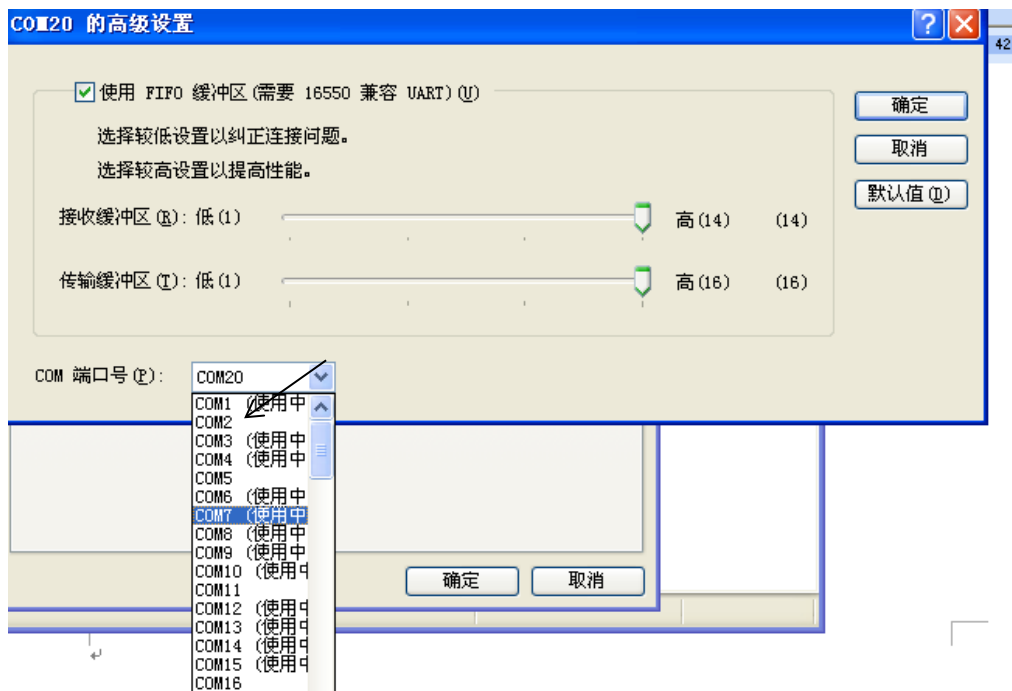 COM20 的高级设置
42
使用 FIFO 缓冲区(需要 16550 兼容 UART)(U)
确定
选择较低设置以纠正连接问题。
取消
选择较高设置以提高性能。
默认值(D)
接收缓冲区(R): 低(1) 高(14) (14)
传输缓冲区(T): 低(1) 高(16) (16)
COM 端口号(P): COM20
COM1 (使用中
COM2
COM3 (使用中
COM4 (使用中
COM5
COM6 (使用中
COM7 (使用中
COM8 (使用中
COM9 (使用中
COM10 (使用中
COM11
COM12 (使用中
COM13 (使用中
COM14 (使用中
COM15 (使用中
COM16
确定 取消